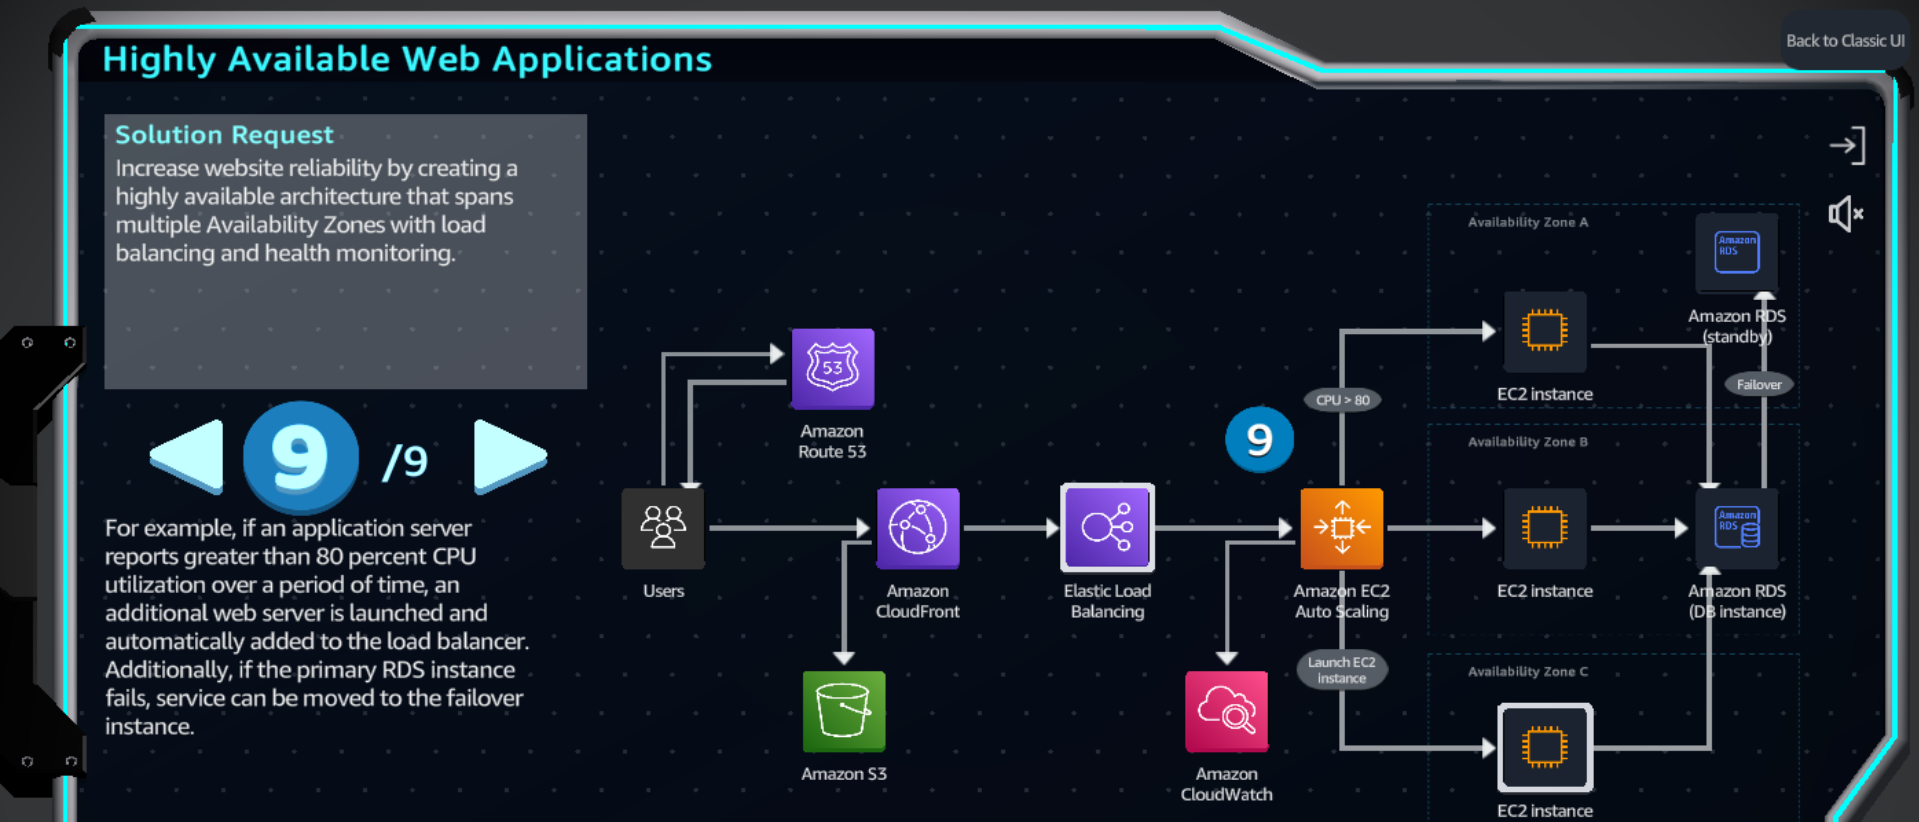 Back to Classic UI
Highly Available Web Applications
Solution Request
Increase website reliability by creating a
highly available architecture that spans
multiple Availability Zones with load
balancing and health monitoring.
9
/9
For example, if an application server
reports greater than 80 percent CPU
utilization over a period of time, an
additional web server is launched and
automatically added to the load balancer.
Additionally, if the primary RDS instance
fails, service can be moved to the failover
instance.
53
Amazon
Route 53
Users
Amazon
CloudFront
Amazon S3
Elastic Load
Balancing
9
CPU > 80
Amazon EC2
Auto Scaling
Launch EC2
instance
Amazon
CloudWatch
Availability Zone A
EC2 instance
Amazon
RDS
Amazon RDS
(standby)
Failover
Availability Zone B
EC2 instance
Amazon
RDS
Amazon RDS
(DB instance)
Availability Zone C
EC2 instance